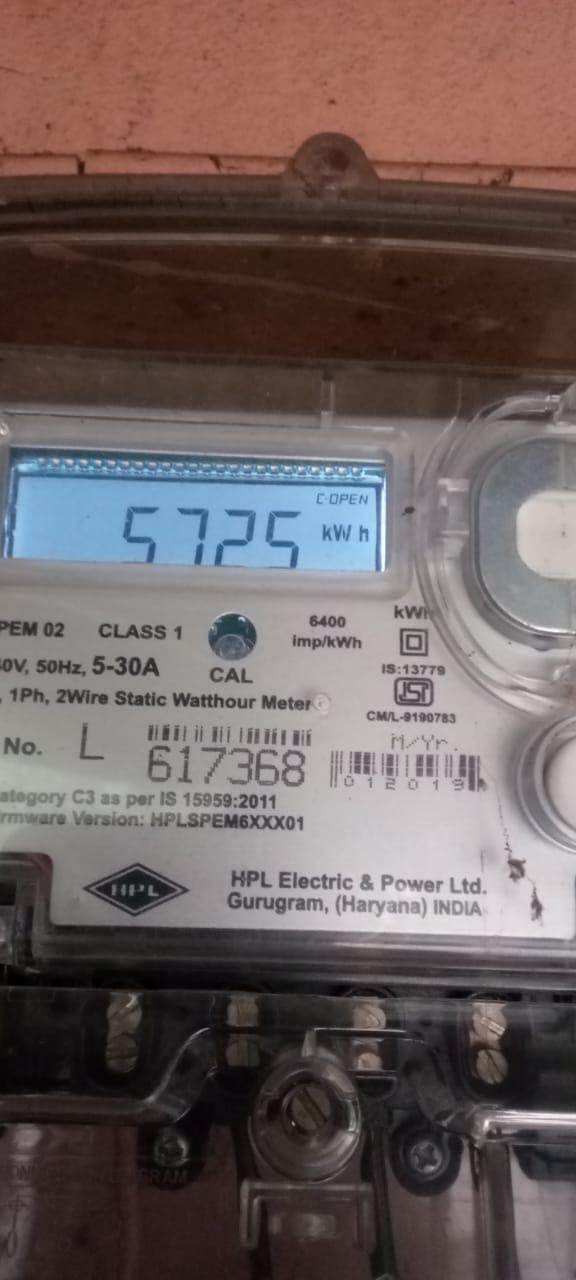 C-OPEN
5725 kWh
PEM 02 CLASS 1 6400 imp/kWh kWh
0V, 50Hz, 5-30A CAL IS:13779
, 1Ph, 2Wire Static Watthour Meter
CM/L-9190783
No. L 617368 M/Yr.
012019
ategory C3 as per IS 15959:2011
rmware Version: HPLSPEM6XXX01
HPL HPL Electric & Power Ltd.
Gurugram, (Haryana) INDIA